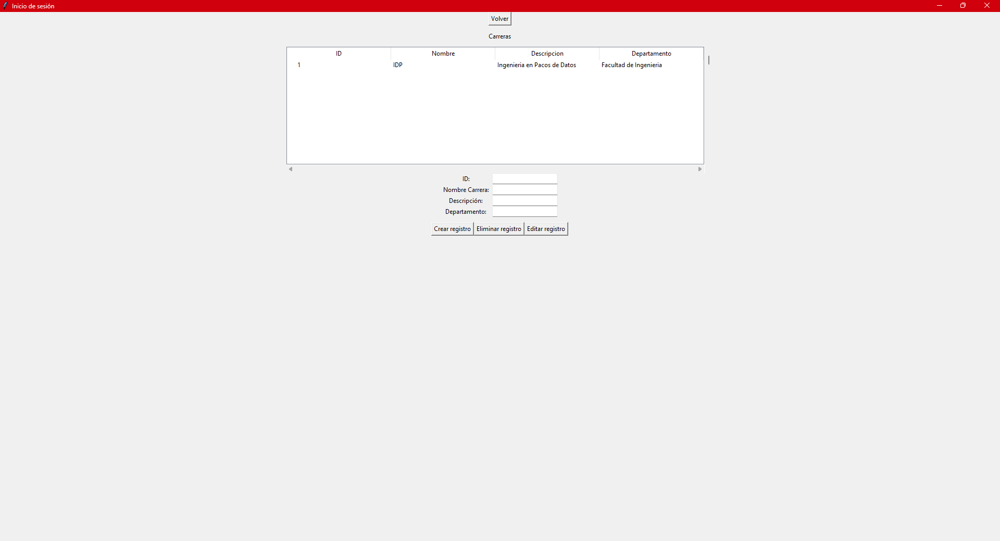 Inicio de sesión
Volver
Carreras
ID Nombre Descripcion Departamento
1 IDP Ingenieria en Pacos de Datos Facultad de Ingenieria
ID:
Nombre Carrera:
Descripción:
Departamento:
Crear registro Eliminar registro Editar registro